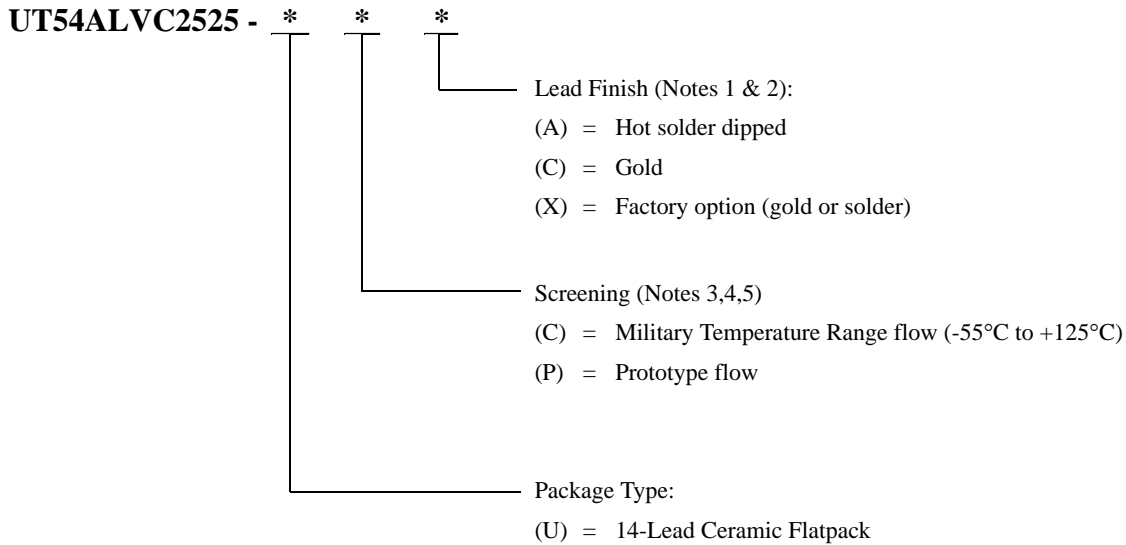 UT54ALVC2525 - * * *
Lead Finish (Notes 1 & 2):
(A) = Hot solder dipped
(C) = Gold
(X) = Factory option (gold or solder)
Screening (Notes 3,4,5)
(C) = Military Temperature Range flow (-55°C to +125°C)
(P) = Prototype flow
Package Type:
(U) = 14-Lead Ceramic Flatpack